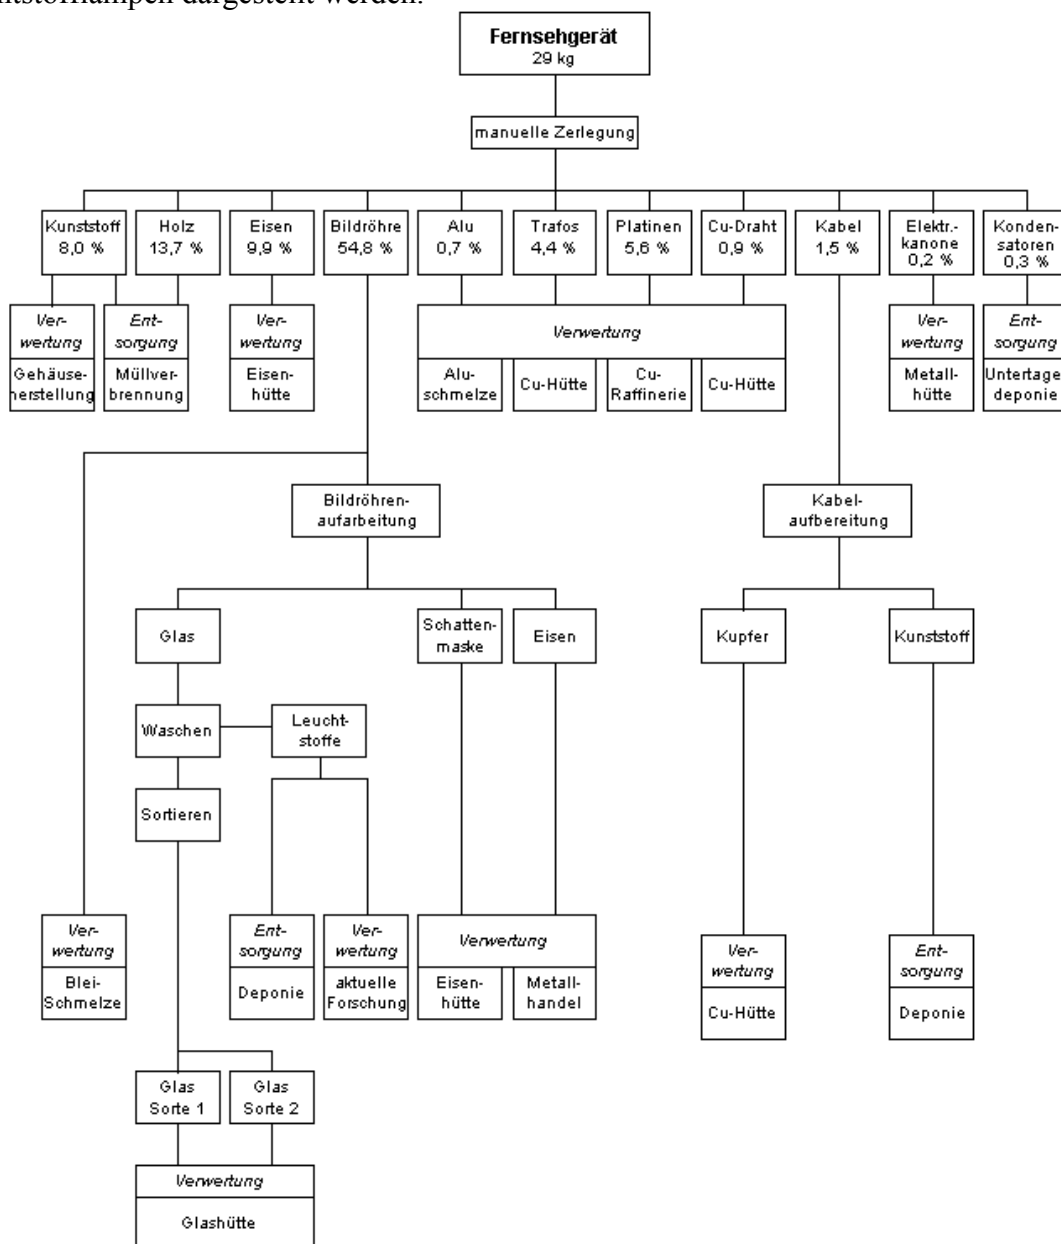 dargestellt werden.
Fernsehgerät
29 kg
manuelle Zerlegung
Kunststoff
8,0 %
Holz
13,7 %
Eisen
9,9 %
Bildröhre
54,8 %
Alu
0,7 %
Trafos
4,4 %
Platinen
5,6 %
Cu-Draht
0,9 %
Kabel
1,5 %
Elektr.-
kanone
0,2 %
Konden-
satoren
0,3 %
Ver-
wertung
Gehäuse-
herstellung
Ent-
sorgung
Müllver-
brennung
Ver-
wertung
Eisen-
hütte
Verwertung
Alu-
schmelze
Cu-Hütte
Cu-
Raffinerie
Cu-Hütte
Ver-
wertung
Metall-
hütte
Ent-
sorgung
Untertage-
deponie
Bildröhren-
aufarbeitung
Kabel-
aufbereitung
Glas
Schatten-
maske
Eisen
Kupfer
Kunststoff
Waschen
Leucht-
stoffe
Sortieren
Ver-
wertung
Blei-
Schmelze
Ent-
sorgung
Deponie
Ver-
wertung
aktuelle
Forschung
Verwertung
Eisen-
hütte
Metall-
handel
Ver-
wertung
Cu-Hütte
Ent-
sorgung
Deponie
Glas
Sorte 1
Glas
Sorte 2
Verwertung
Glashütte